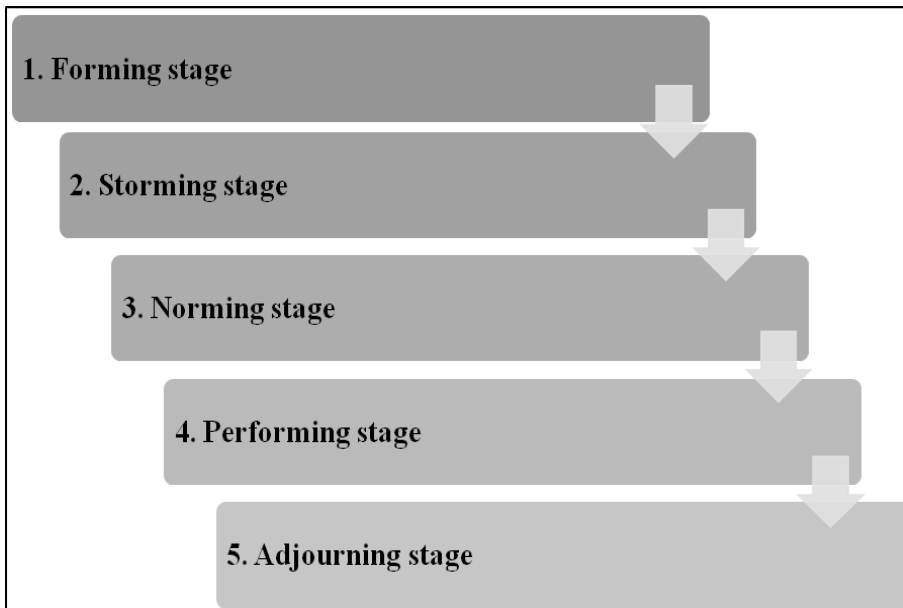 1. Forming stage
2. Storming stage
3. Norming stage
4. Performing stage
5. Adjourning stage